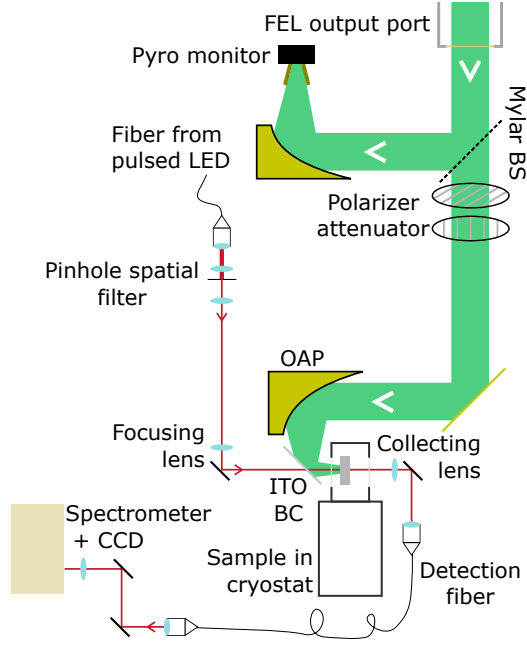 FEL output port
Pyro monitor
Mylar BS
Fiber from
pulsed LED
Polarizer
attenuator
Pinhole spatial
filter
OAP
Focusing
lens
Collecting
lens
ITO
BC
Spectrometer
+ CCD
Sample in
cryostat
Detection
fiber